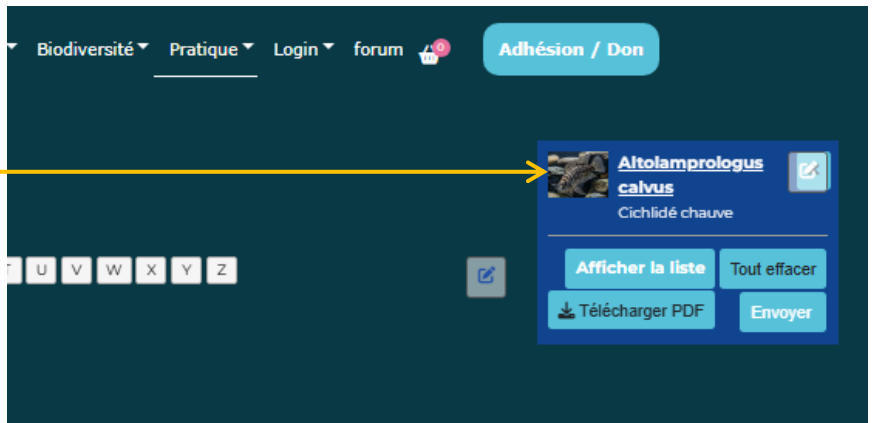 Biodiversité Pratique Login forum 0 Adhésion / Don
Altolamprologus
calvus
Cichlidé chauve
U V W X Y Z
Afficher la liste Tout effacer
Télécharger PDF Envoyer